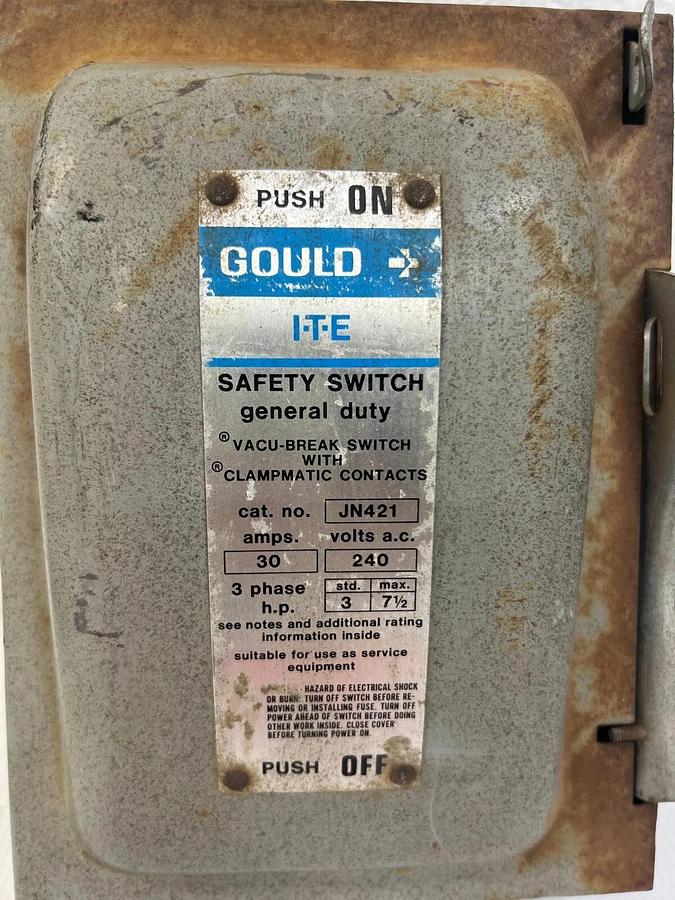 PUSH ON
GOULD
I·T·E
SAFETY SWITCH
general duty
® VACU-BREAK SWITCH
WITH
® CLAMPMATIC CONTACTS
cat. no. JN421
amps. volts a.c.
30 240
3 phase std. max.
h.p. 3 7½
see notes and additional rating
information inside
suitable for use as service
equipment
- HAZARD OF ELECTRICAL SHOCK
OR BURN. TURN OFF SWITCH BEFORE RE-
MOVING OR INSTALLING FUSE. TURN OFF
POWER AHEAD OF SWITCH BEFORE DOING
OTHER WORK INSIDE. CLOSE COVER
BEFORE TURNING POWER ON.
PUSH OFF